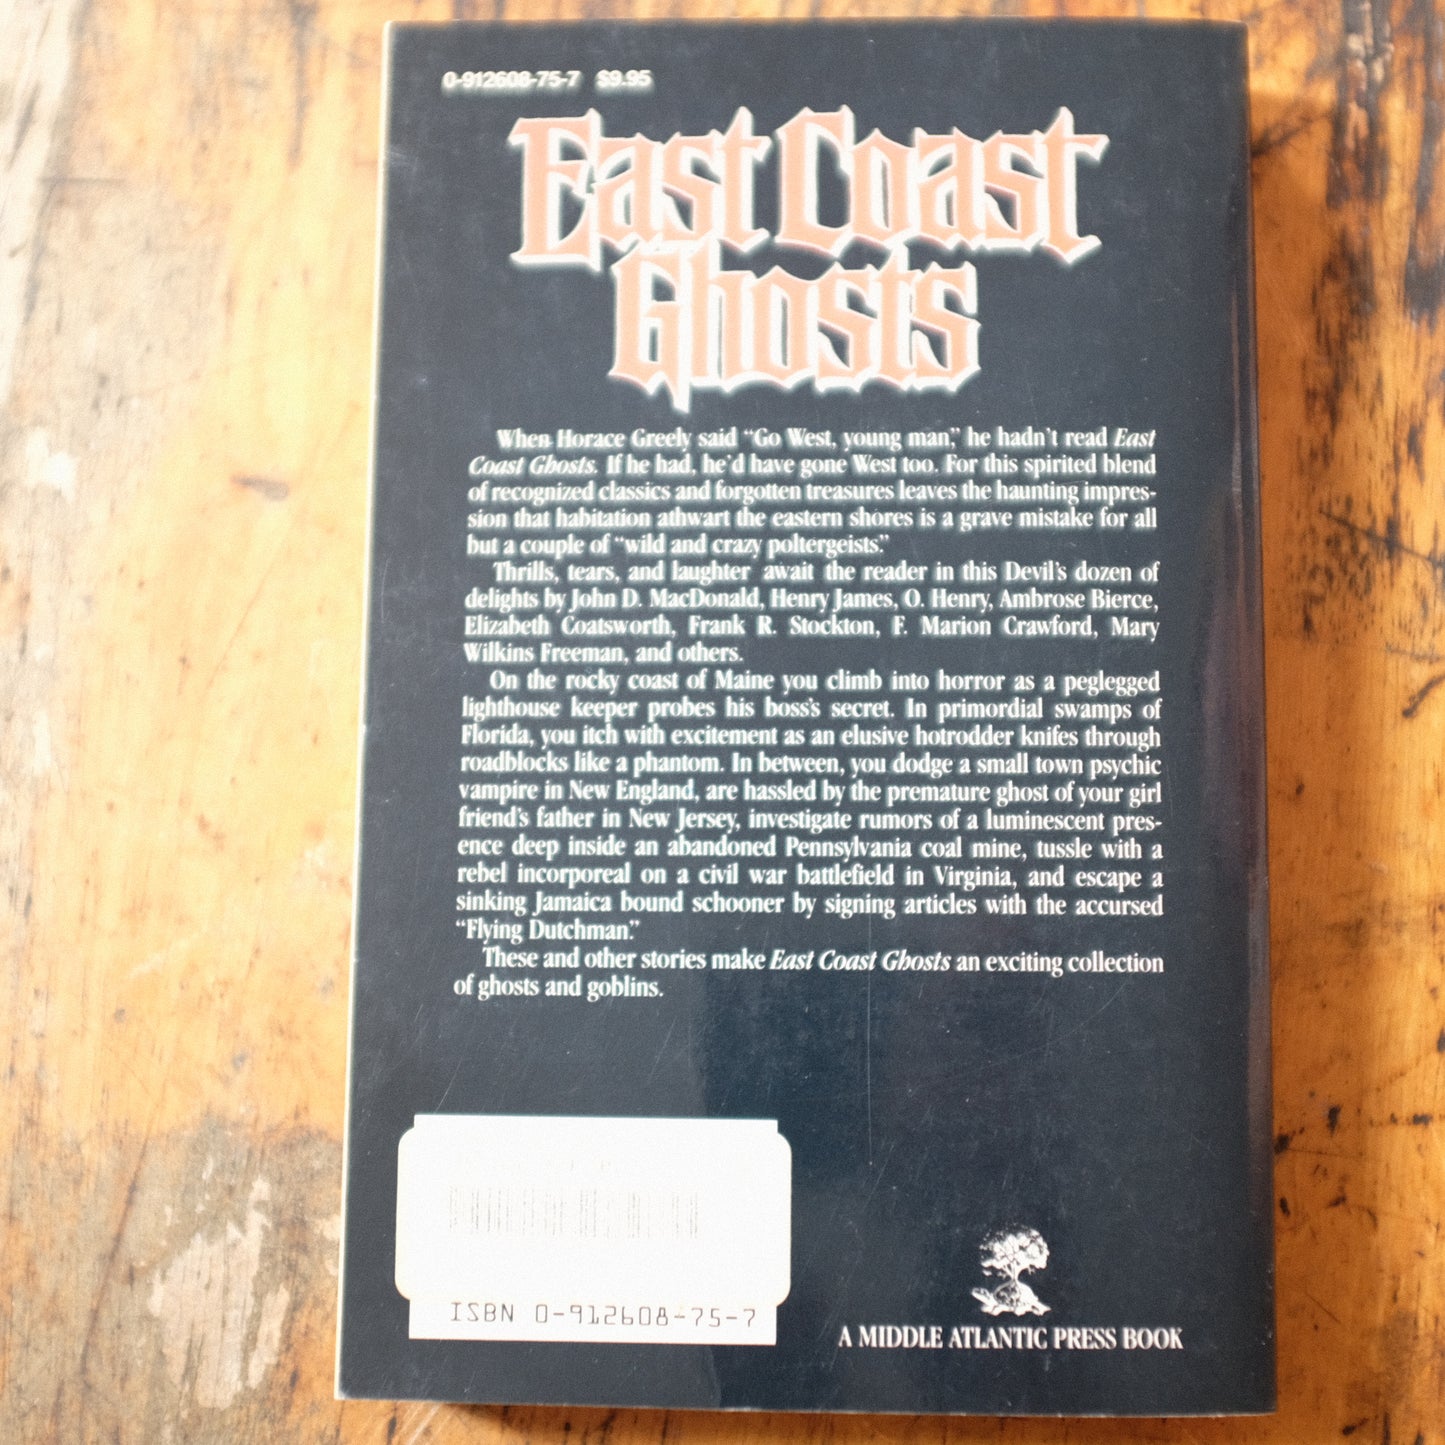 0-912608-75-7 $9.95
East Coast
Ghosts
When Horace Greely said "Go West, young man," he hadn't read East
Coast Ghosts. If he had, he'd have gone West too. For this spirited blend
of recognized classics and forgotten treasures leaves the haunting impres-
sion that habitation athwart the eastern shores is a grave mistake for all
but a couple of "wild and crazy poltergeists."
Thrills, tears, and laughter await the reader in this Devil's dozen of
delights by John D. MacDonald, Henry James, O. Henry, Ambrose Bierce,
Elizabeth Coatsworth, Frank R. Stockton, F. Marion Crawford, Mary
Wilkins Freeman, and others.
On the rocky coast of Maine you climb into horror as a peglegged
lighthouse keeper probes his boss's secret. In primordial swamps of
Florida, you itch with excitement as an elusive hotrodder knifes through
roadblocks like a phantom. In between, you dodge a small town psychic
vampire in New England, are hassled by the premature ghost of your girl
friend's father in New Jersey, investigate rumors of a luminescent pres-
ence deep inside an abandoned Pennsylvania coal mine, tussle with a
rebel incorporeal on a civil war battlefield in Virginia, and escape a
sinking Jamaica bound schooner by signing articles with the accursed
"Flying Dutchman."
These and other stories make East Coast Ghosts an exciting collection
of ghosts and goblins.
ISBN 0-912608-75-7
A MIDDLE ATLANTIC PRESS BOOK